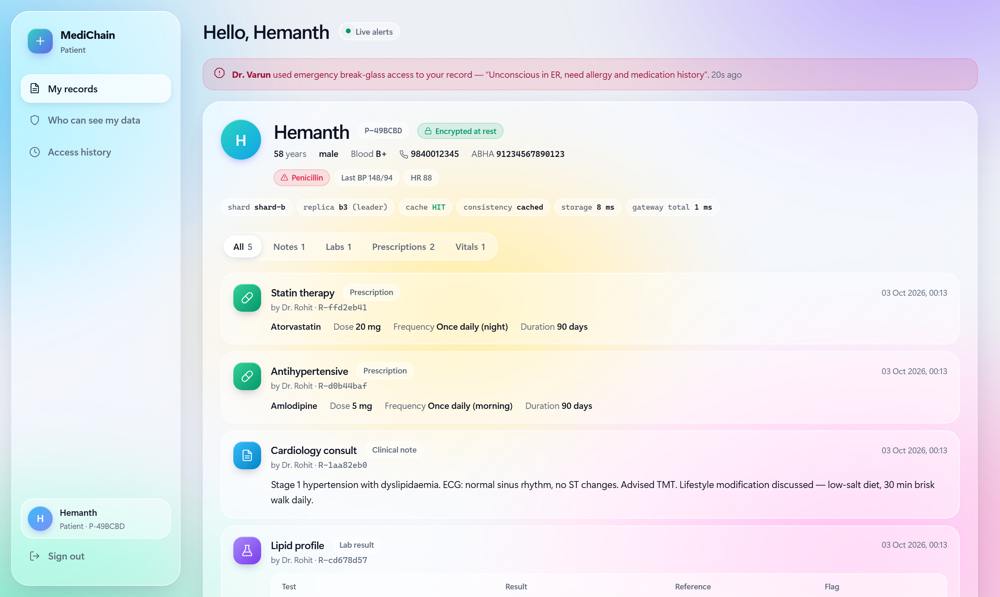 MediChain
Patient
My records
Who can see my data
Access history
Hemanth
H
Patient · P-49BCBD
Sign out
Hello, Hemanth
Live alerts
Dr. Varun used emergency break-glass access to your record — “Unconscious in ER, need allergy and medication history”. 20s ago
H
Hemanth P-49BCBD Encrypted at rest
58 years male Blood B+ 9840012345 ABHA 91234567890123
Penicillin Last BP 148/94 HR 88
shard shard-b replica b3 (leader) cache HIT consistency cached storage 8 ms gateway total 1 ms
All 5 Notes 1 Labs 1 Prescriptions 2 Vitals 1
Statin therapy Prescription 03 Oct 2026, 00:13
by Dr. Rohit · R-ffd2eb41
Atorvastatin Dose 20 mg Frequency Once daily (night) Duration 90 days
Antihypertensive Prescription 03 Oct 2026, 00:13
by Dr. Rohit · R-d0b44baf
Amlodipine Dose 5 mg Frequency Once daily (morning) Duration 90 days
Cardiology consult Clinical note 03 Oct 2026, 00:13
by Dr. Rohit · R-1aa82eb0
Stage 1 hypertension with dyslipidaemia. ECG: normal sinus rhythm, no ST changes. Advised TMT. Lifestyle modification discussed — low-salt diet, 30 min brisk
walk daily.
Lipid profile Lab result 03 Oct 2026, 00:13
by Dr. Rohit · R-cd678d57
Test Result Reference Flag